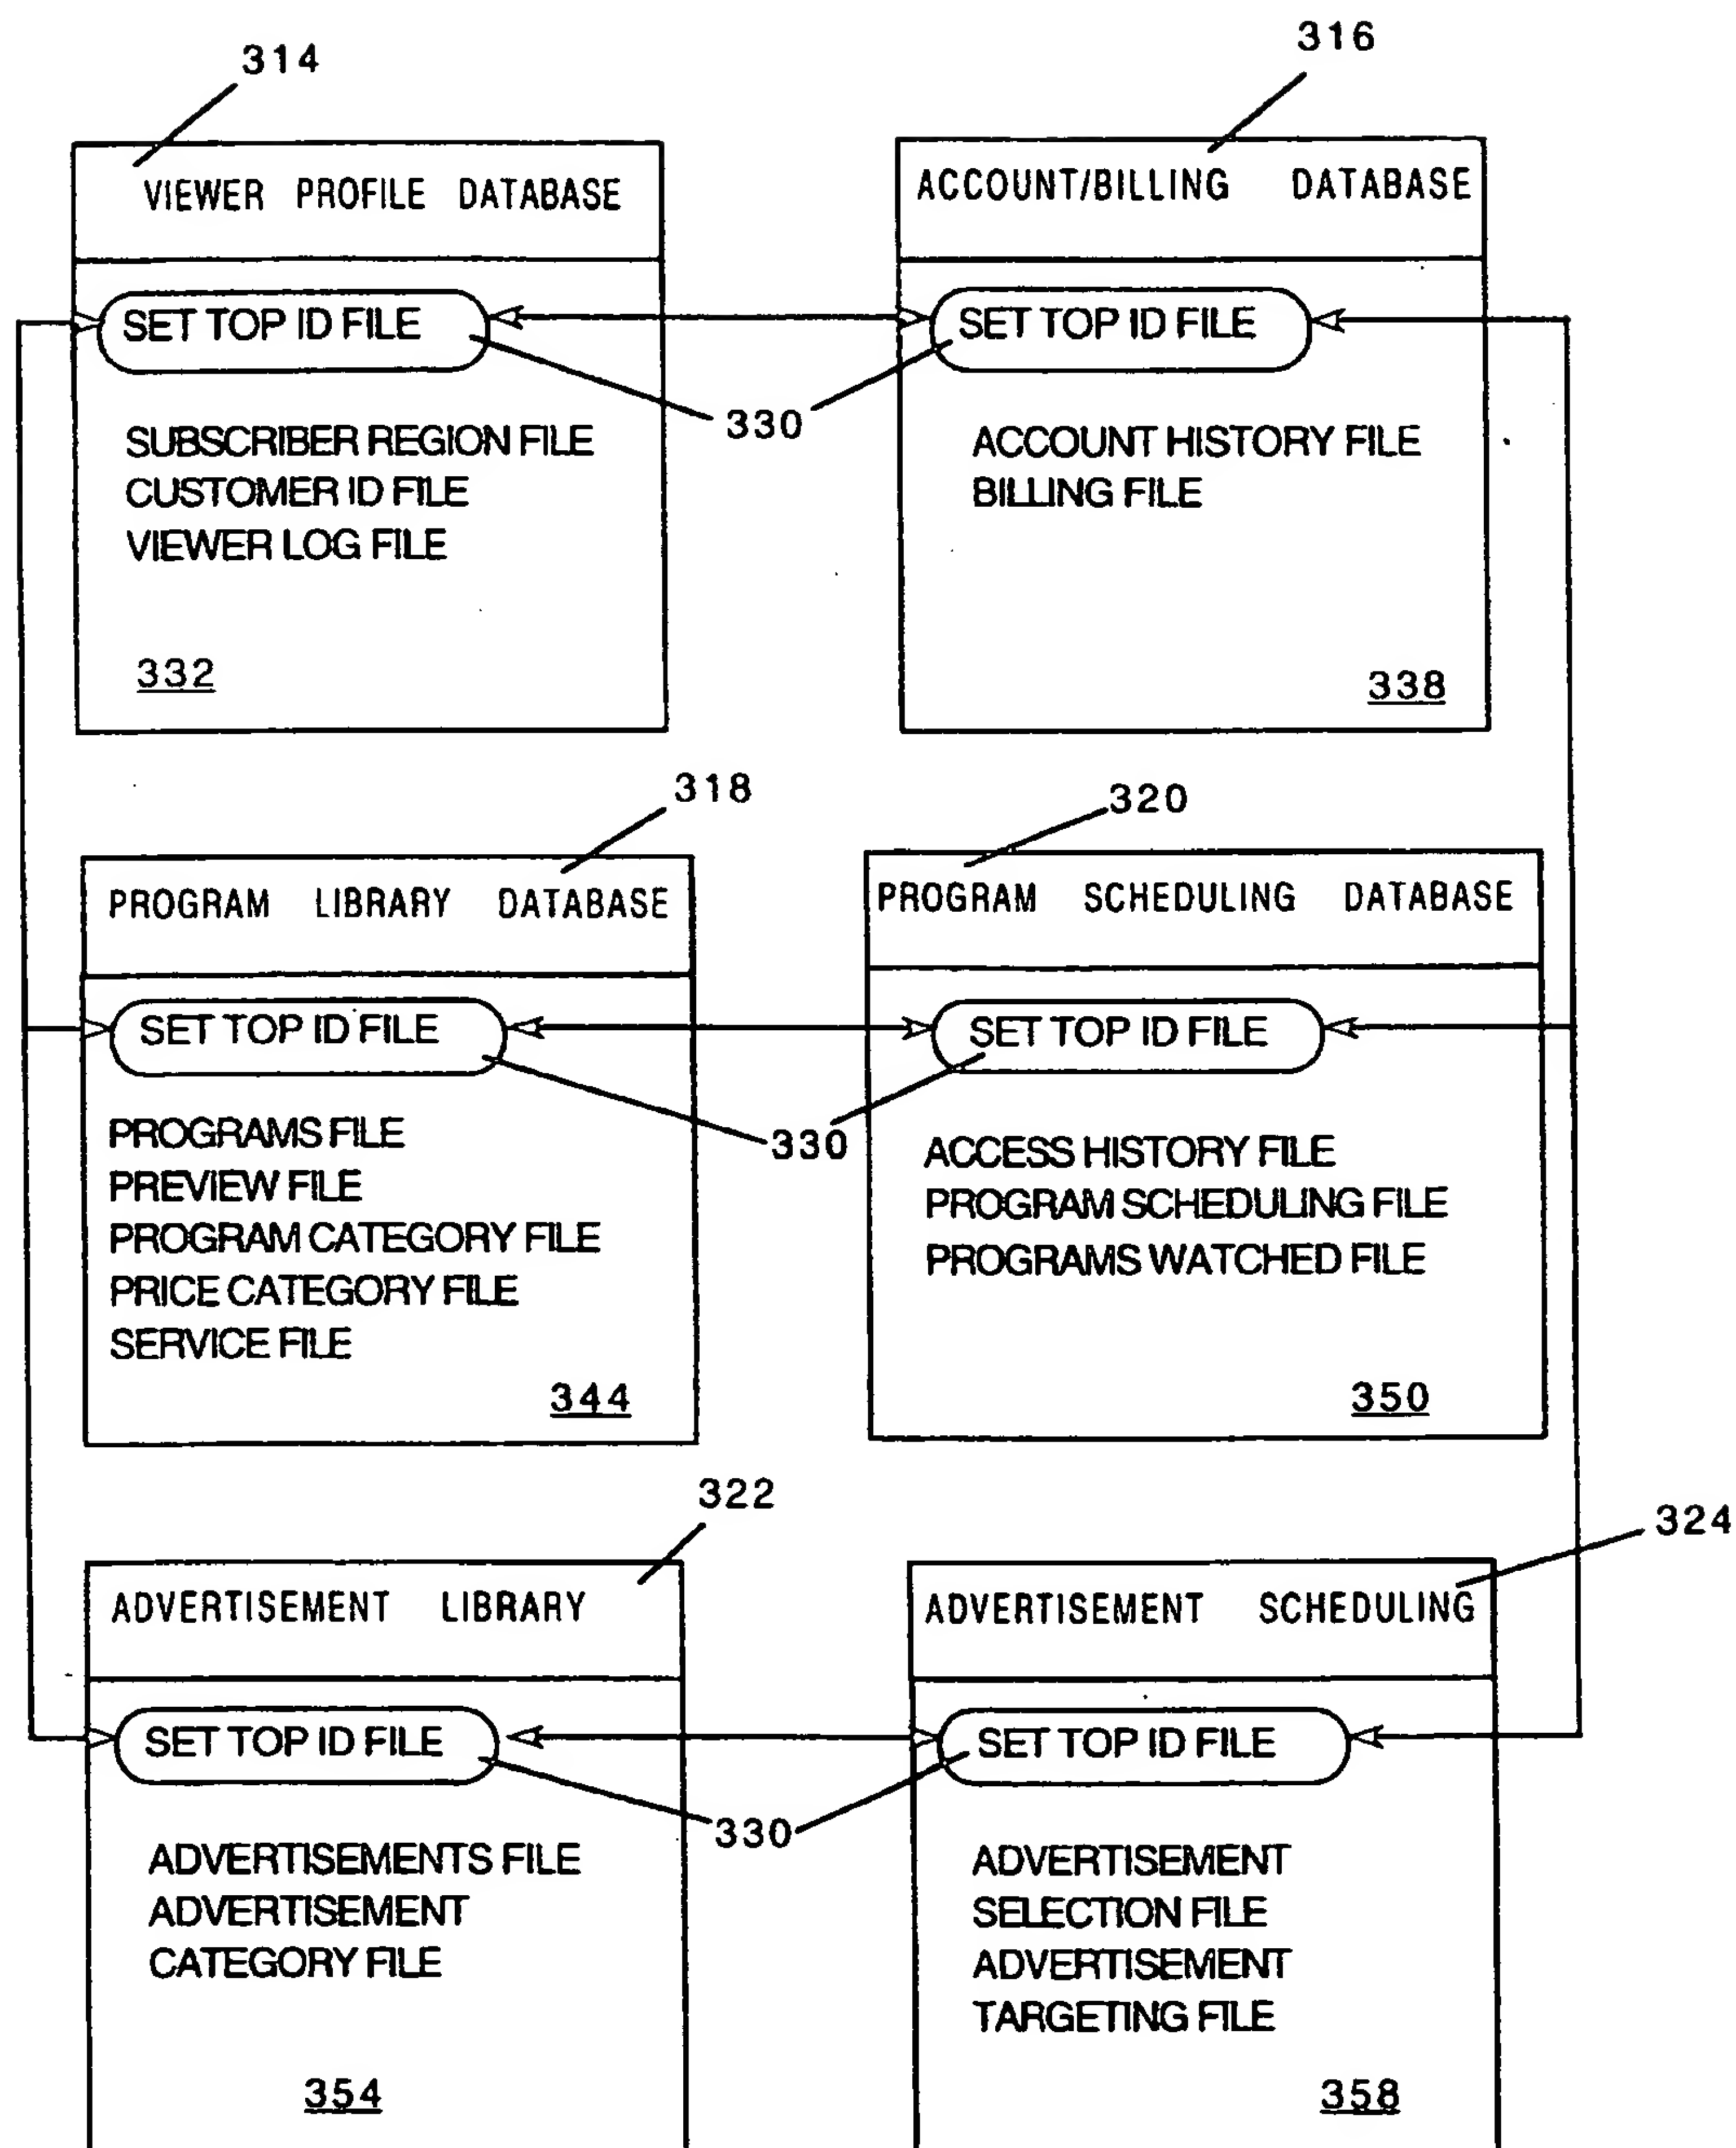 314
316
VIEWER PROFILE DATABASE
SET TOP ID FILE
SUBSCRIBER REGION FILE
CUSTOMER ID FILE
VIEWER LOG FILE
332
ACCOUNT/BILLING DATABASE
SET TOP ID FILE
330
ACCOUNT HISTORY FILE
BILLING FILE
338
318
320
PROGRAM LIBRARY DATABASE
SET TOP ID FILE
PROGRAMS FILE
PREVIEW FILE
PROGRAM CATEGORY FILE
PRICE CATEGORY FILE
SERVICE FILE
344
PROGRAM SCHEDULING DATABASE
SET TOP ID FILE
330
ACCESS HISTORY FILE
PROGRAM SCHEDULING FILE
PROGRAMS WATCHED FILE
350
322
324
ADVERTISEMENT LIBRARY
SET TOP ID FILE
ADVERTISEMENTS FILE
ADVERTISEMENT
CATEGORY FILE
354
ADVERTISEMENT SCHEDULING
SET TOP ID FILE
330
ADVERTISEMENT
SELECTION FILE
ADVERTISEMENT
TARGETING FILE
358